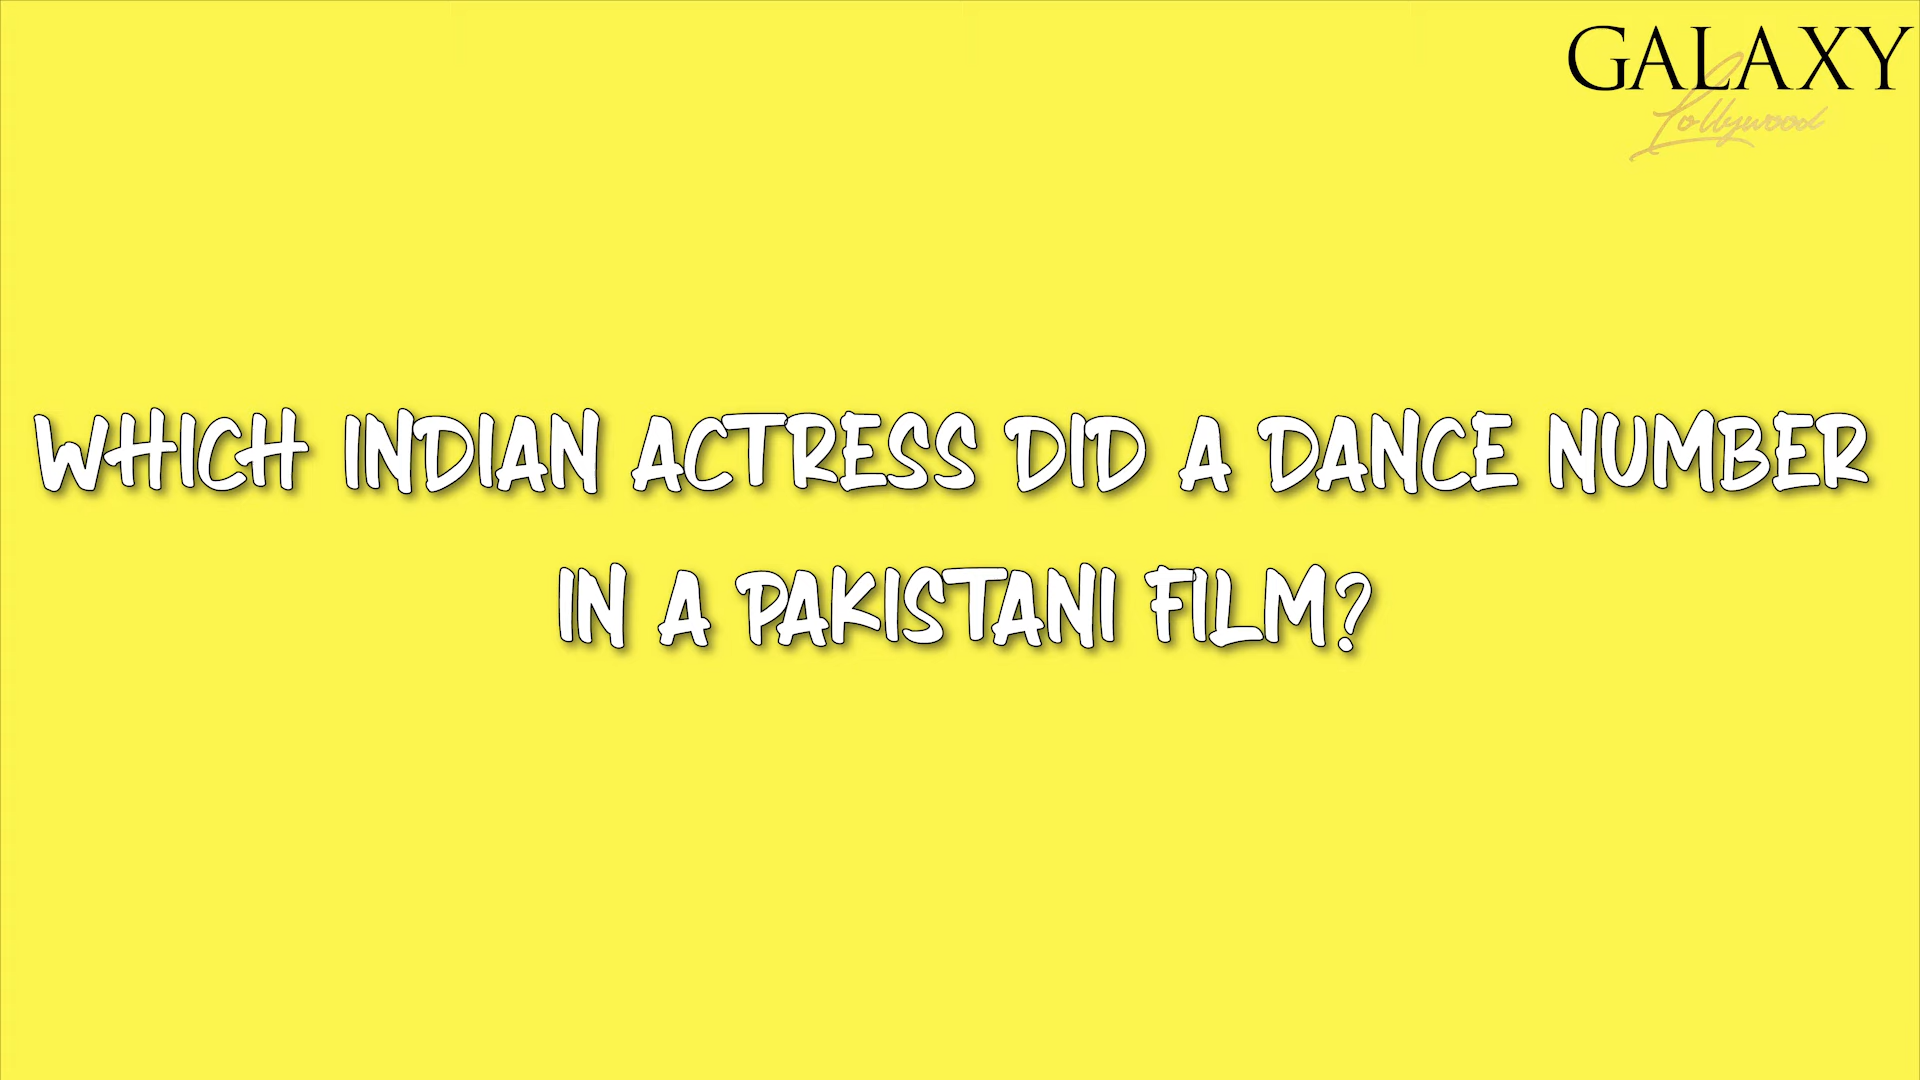 GALAXY
Lollywood
WHICH INDIAN ACTRESS DID A DANCE NUMBER
IN A PAKISTANI FILM?